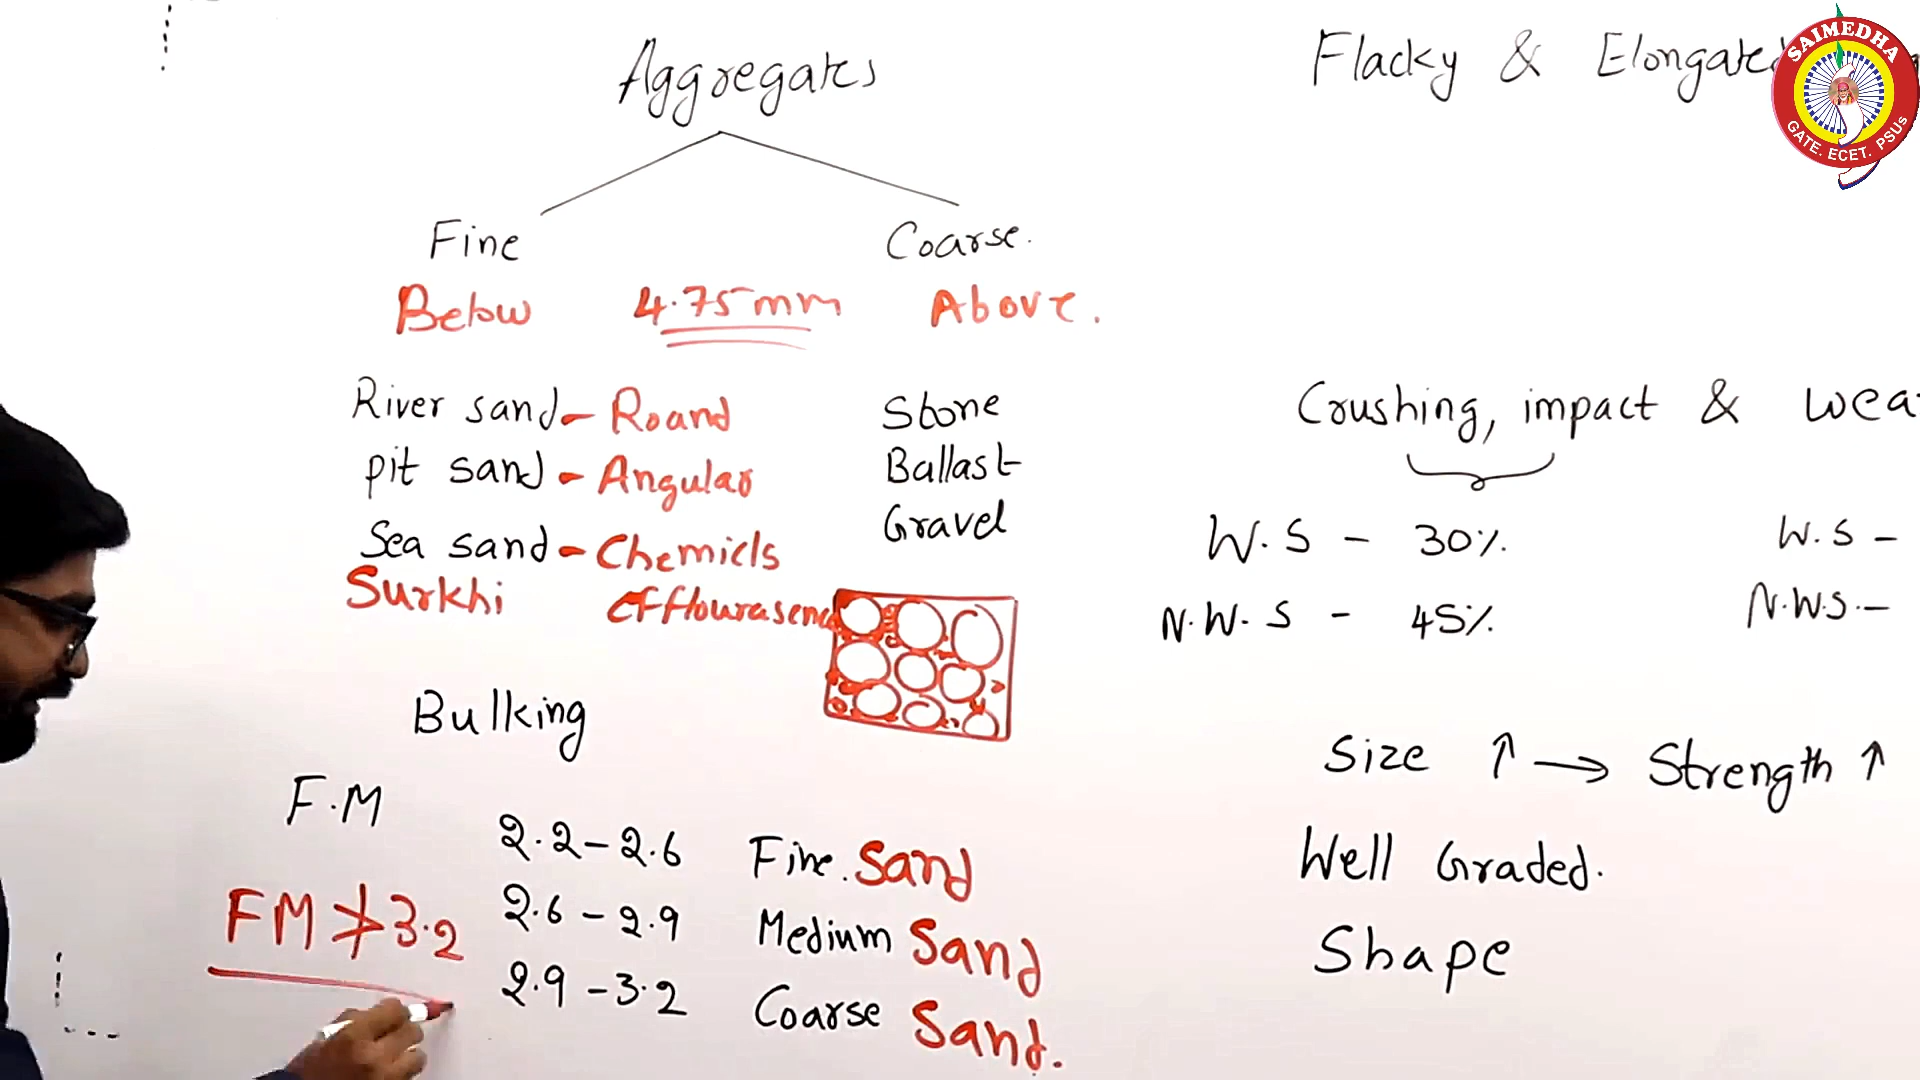 Aggregates
Fine
Coarse.
Below 4.75mm Above.
River sand - Roand
Pit sand - Angular
Sea sand - Chemicls
Surkhi Efflourasence
Stone
Ballast
Gravel
Bulking
F.M
2.2 - 2.6 Fine. Sand
2.6 - 2.9 Medium Sand
2.9 - 3.2 Coarse Sand.
FM ≯ 3.2
Flacky & Elongated
Crushing, impact & wea
W.S - 30%.
N.W.S - 45%.
W.S -
N.W.S. -
Size ↑ → Strength ↑
Well Graded.
Shape
SAIMEDHA
GATE. ECET. PSUs